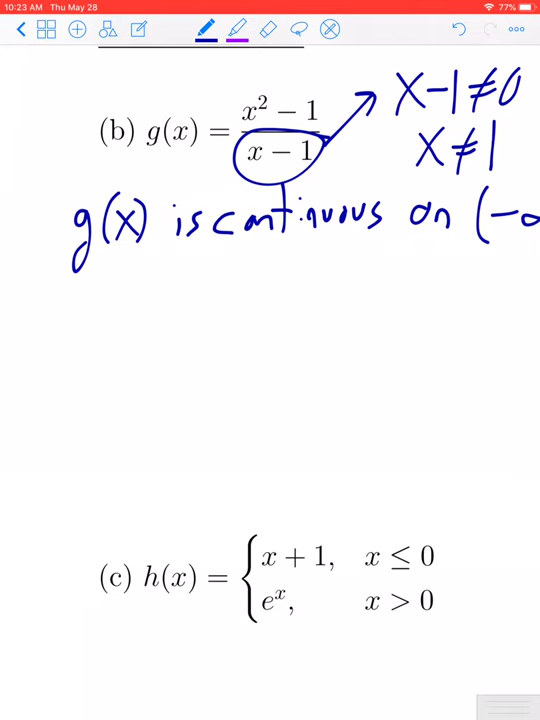 10:23 AM Thu May 28 77%
(b) g(x) = x² − 1 / x − 1
x−1≠0
x≠1
g(x) is continuous on (−∞
(c) h(x) = { x + 1, x ≤ 0
eˣ, x > 0